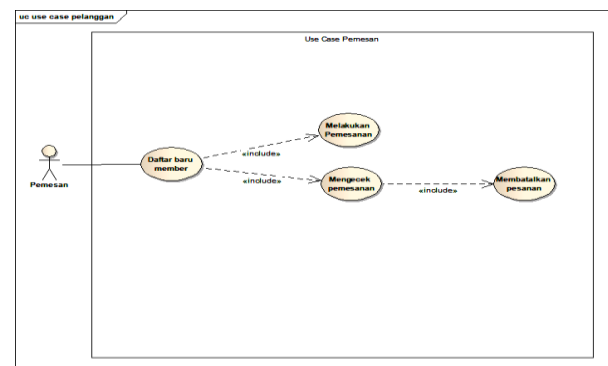 uc use case pelanggan
Use Case Pemesan
Melakukan
Pemesanan
«include»
Daftar baru
member
Pemesan
«include»
Mengecek
pemesanan
«include»
Membatalkan
pesanan